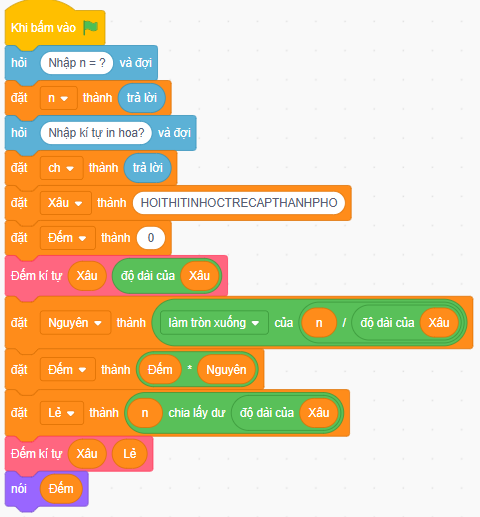 Khi bấm vào
hỏi Nhập n = ? và đợi
đặt n thành trả lời
hỏi Nhập kí tự in hoa? và đợi
đặt ch thành trả lời
đặt Xâu thành HOITHITINHOCTRECAPTHANHPHO
đặt Đếm thành 0
Đếm kí tự Xâu độ dài của Xâu
đặt Nguyên thành làm tròn xuống của n / độ dài của Xâu
đặt Đếm thành Đếm * Nguyên
đặt Lẻ thành n chia lấy dư độ dài của Xâu
Đếm kí tự Xâu Lẻ
nói Đếm